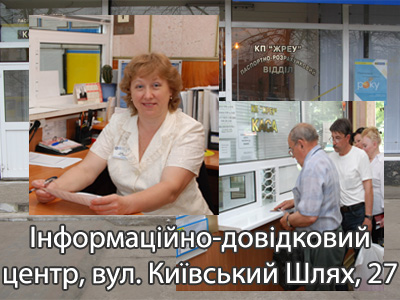 КП "ЖРЕУ"
ПАСПОРТНО-РОЗРАХУНКОВИЙ
ВІДДІЛ
Інформаційно-довідковий
центр, вул. Київський Шлях, 27